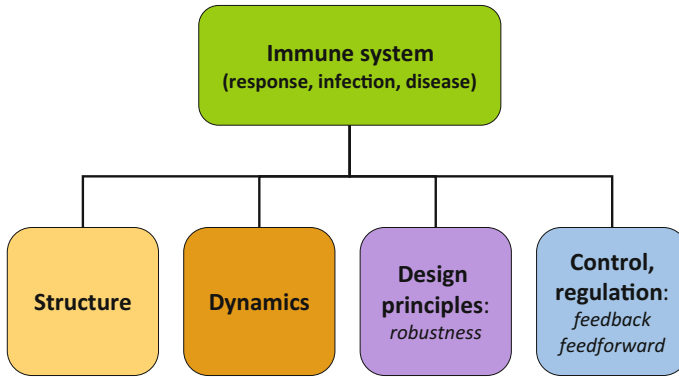 Immune system
(response, infection, disease)
Structure
Dynamics
Design
principles:
robustness
Control,
regulation:
feedback
feedforward